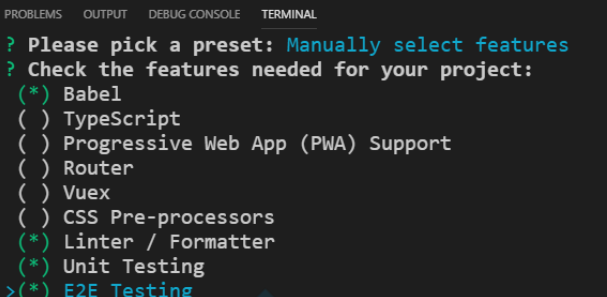 PROBLEMS OUTPUT DEBUG CONSOLE TERMINAL
? Please pick a preset: Manually select features
? Check the features needed for your project:
(*) Babel
( ) TypeScript
( ) Progressive Web App (PWA) Support
( ) Router
( ) Vuex
( ) CSS Pre-processors
(*) Linter / Formatter
(*) Unit Testing
>(*) E2E Testing